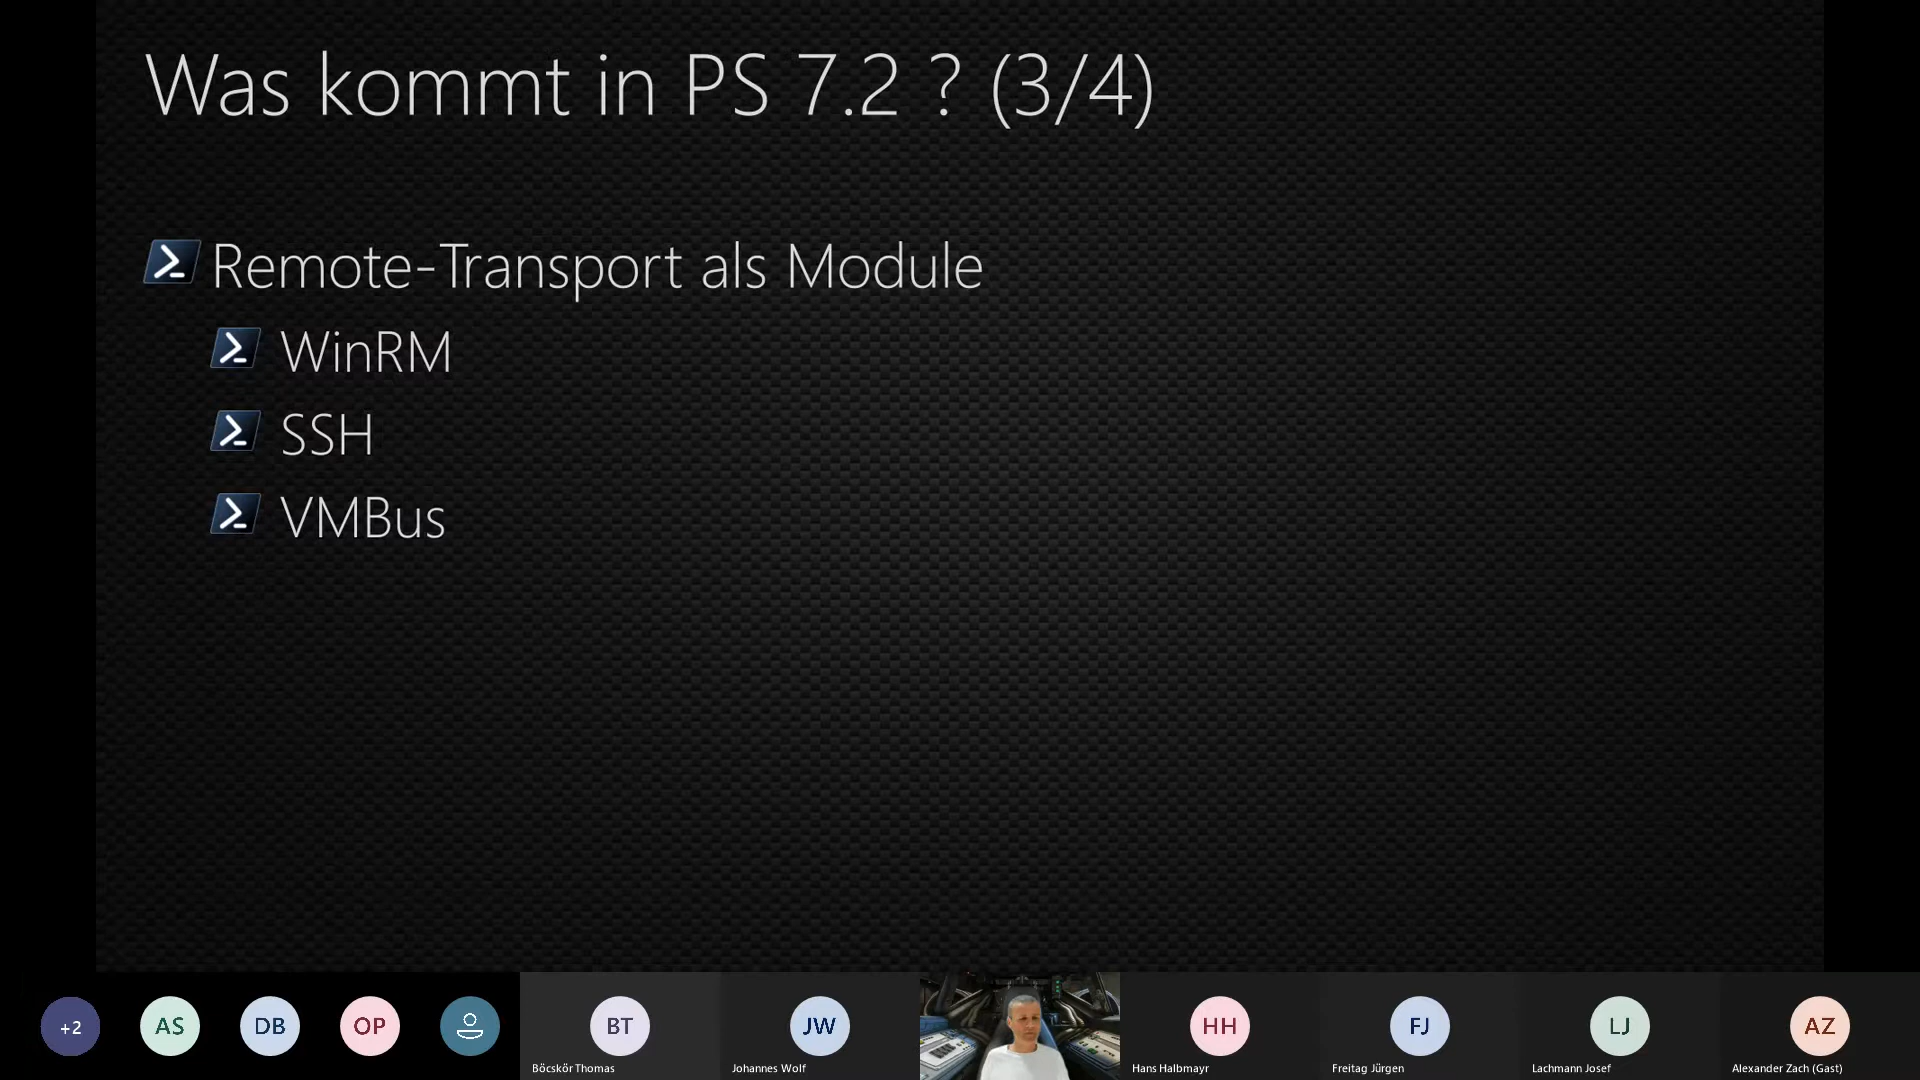 Was kommt in PS 7.2 ? (3/4)
Remote-Transport als Module
WinRM
SSH
VMBus
+2
AS
DB
OP
BT
JW
HH
FJ
LJ
AZ
Böcskör Thomas
Johannes Wolf
Hans Halbmayr
Freitag Jürgen
Lachmann Josef
Alexander Zach (Gast)